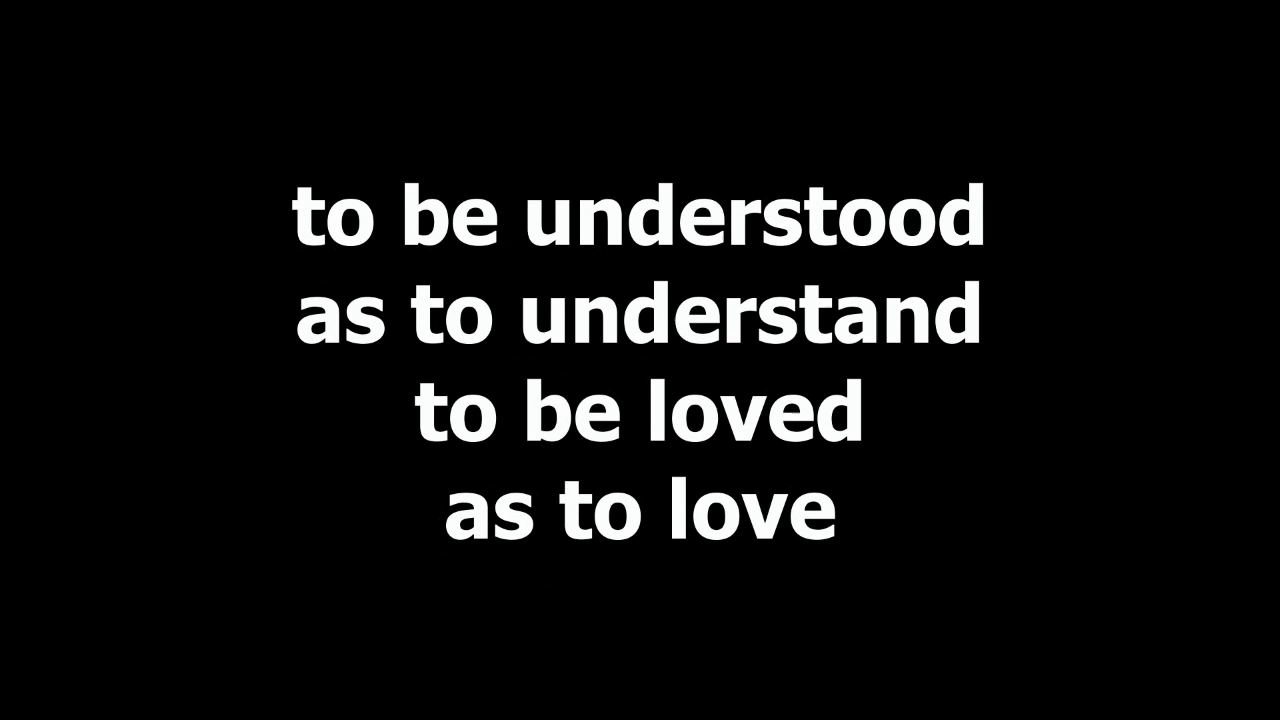 to be understood
as to understand
to be loved
as to love